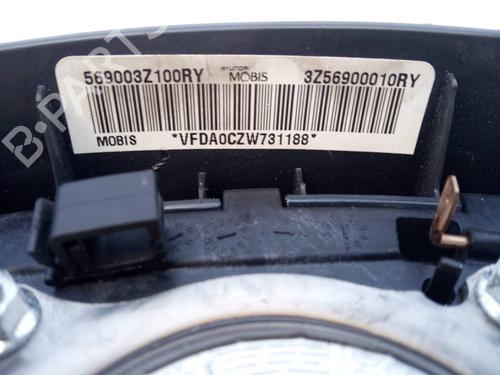 569003Z100RY HYUNDAI MOBIS 3Z56900010RY
MOBIS *VFDA0CZW731188*
B-PARTS